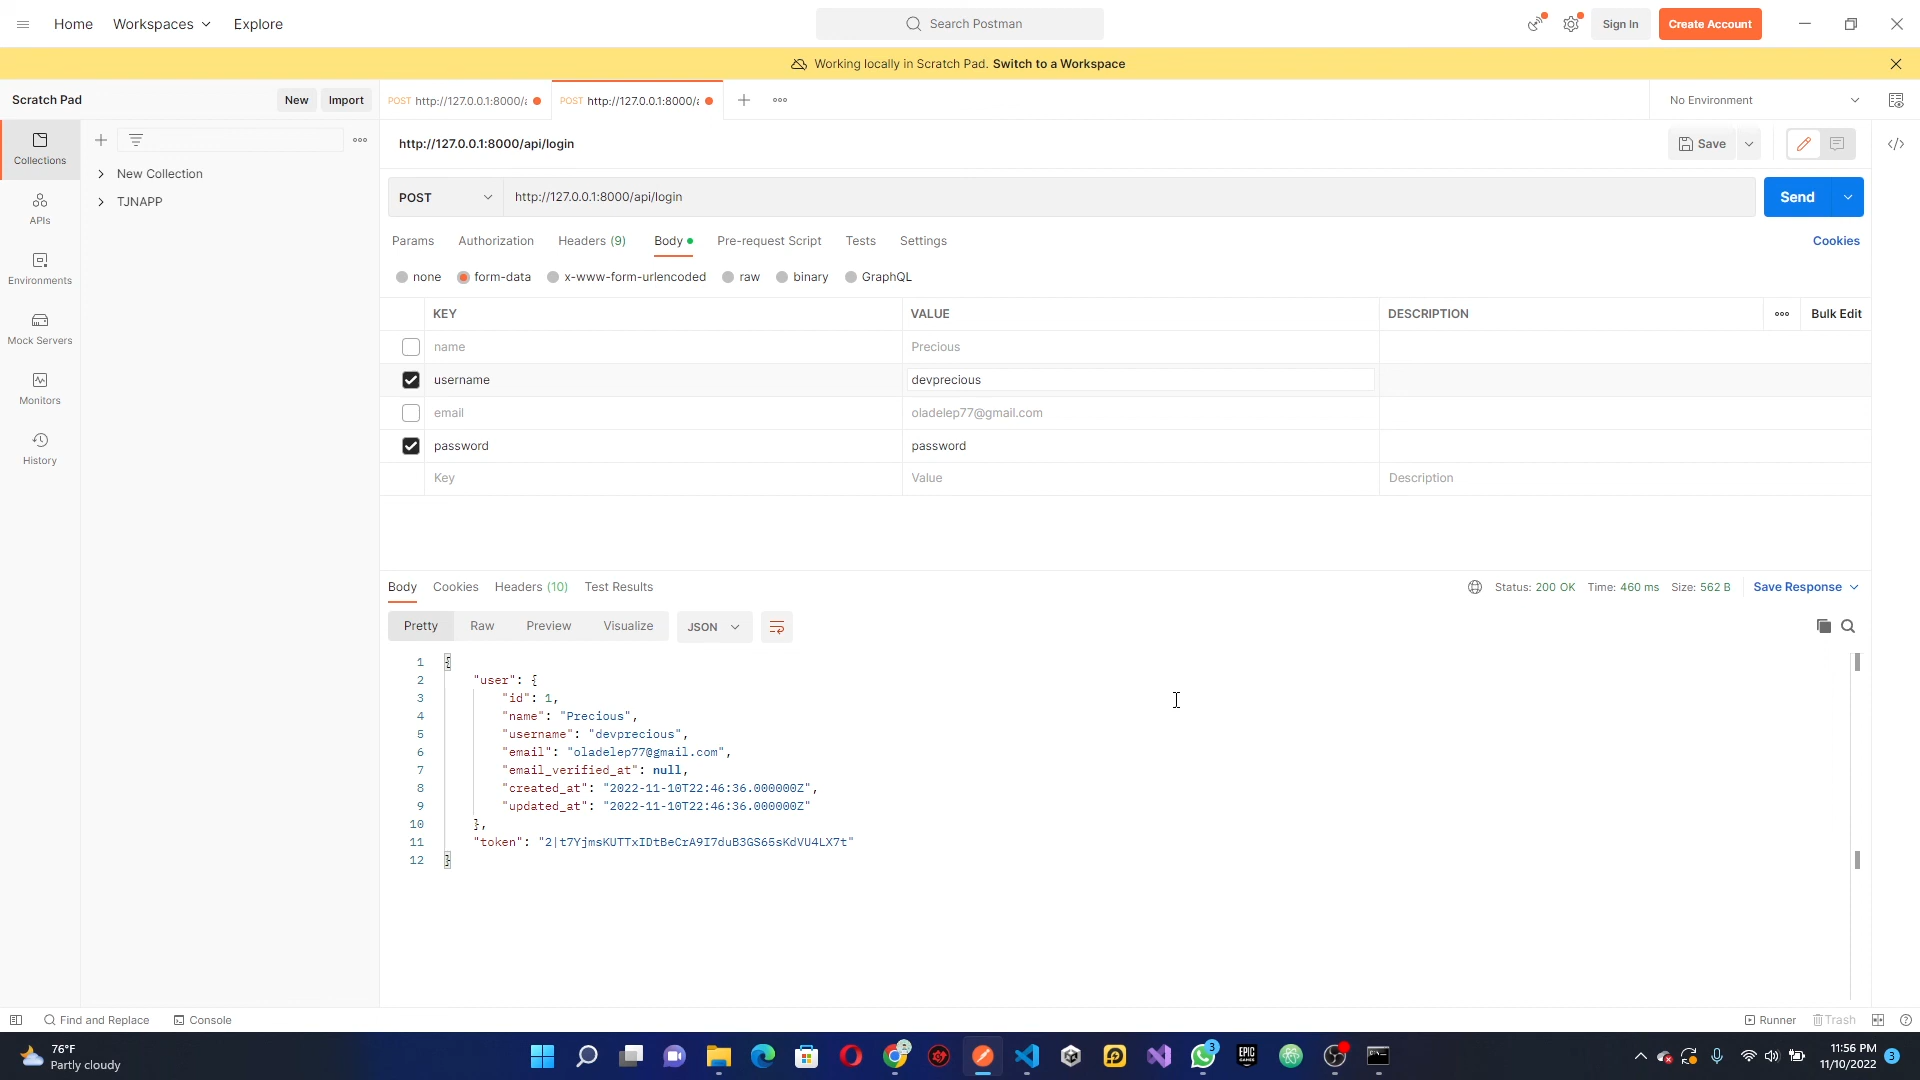 Home Workspaces Explore Search Postman Sign In Create Account
Working locally in Scratch Pad. Switch to a Workspace
Scratch Pad New Import POST http://127.0.0.1:8000/a POST http://127.0.0.1:8000/a No Environment
Collections
APIs
Environments
Mock Servers
Monitors
History
New Collection
TJNAPP
http://127.0.0.1:8000/api/login Save
POST http://127.0.0.1:8000/api/login Send
Params Authorization Headers (9) Body Pre-request Script Tests Settings Cookies
none form-data x-www-form-urlencoded raw binary GraphQL
KEY VALUE DESCRIPTION Bulk Edit
name Precious
username devprecious
email oladelep77@gmail.com
password password
Key Value Description
Body Cookies Headers (10) Test Results Status: 200 OK Time: 460 ms Size: 562 B Save Response
Pretty Raw Preview Visualize JSON
1 {
2 "user": {
3 "id": 1,
4 "name": "Precious",
5 "username": "devprecious",
6 "email": "oladelep77@gmail.com",
7 "email_verified_at": null,
8 "created_at": "2022-11-10T22:46:36.000000Z",
9 "updated_at": "2022-11-10T22:46:36.000000Z"
10 },
11 "token": "2|t7YjmsKUTTxIDtBeCrA9I7duB3GS65sKdVU4LX7t"
12 }
Find and Replace Console Runner Trash
76°F
Partly cloudy
3
EPIC GAMES
11:56 PM
11/10/2022
3